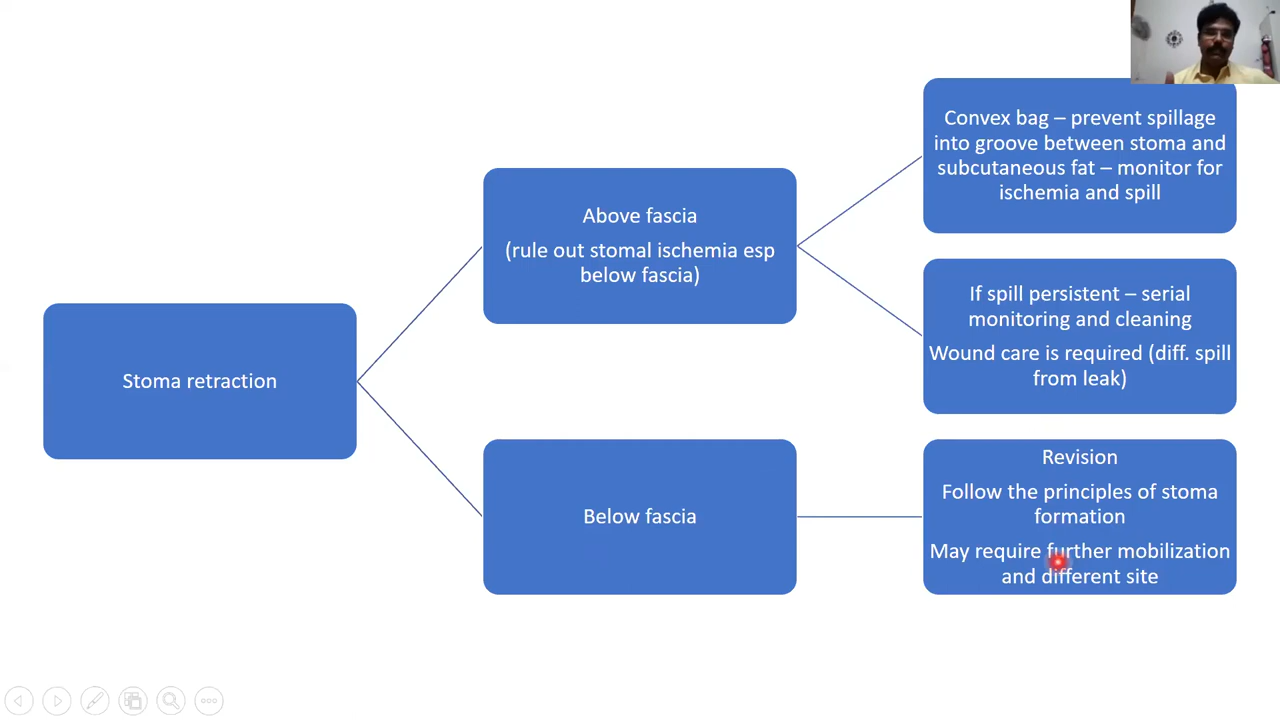 Stoma retraction
Above fascia
(rule out stomal ischemia esp
below fascia)
Below fascia
Convex bag – prevent spillage
into groove between stoma and
subcutaneous fat – monitor for
ischemia and spill
If spill persistent – serial
monitoring and cleaning
Wound care is required (diff. spill
from leak)
Revision
Follow the principles of stoma
formation
May require further mobilization
and different site